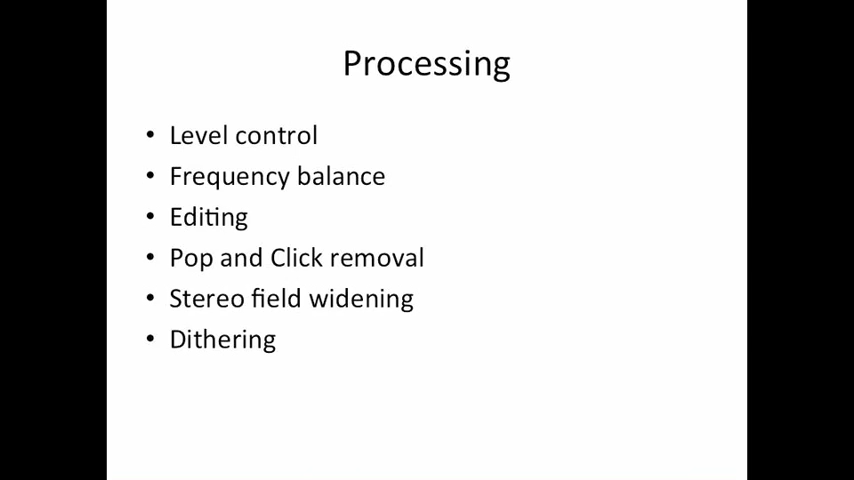 Processing
• Level control
• Frequency balance
• Editing
• Pop and Click removal
• Stereo field widening
• Dithering